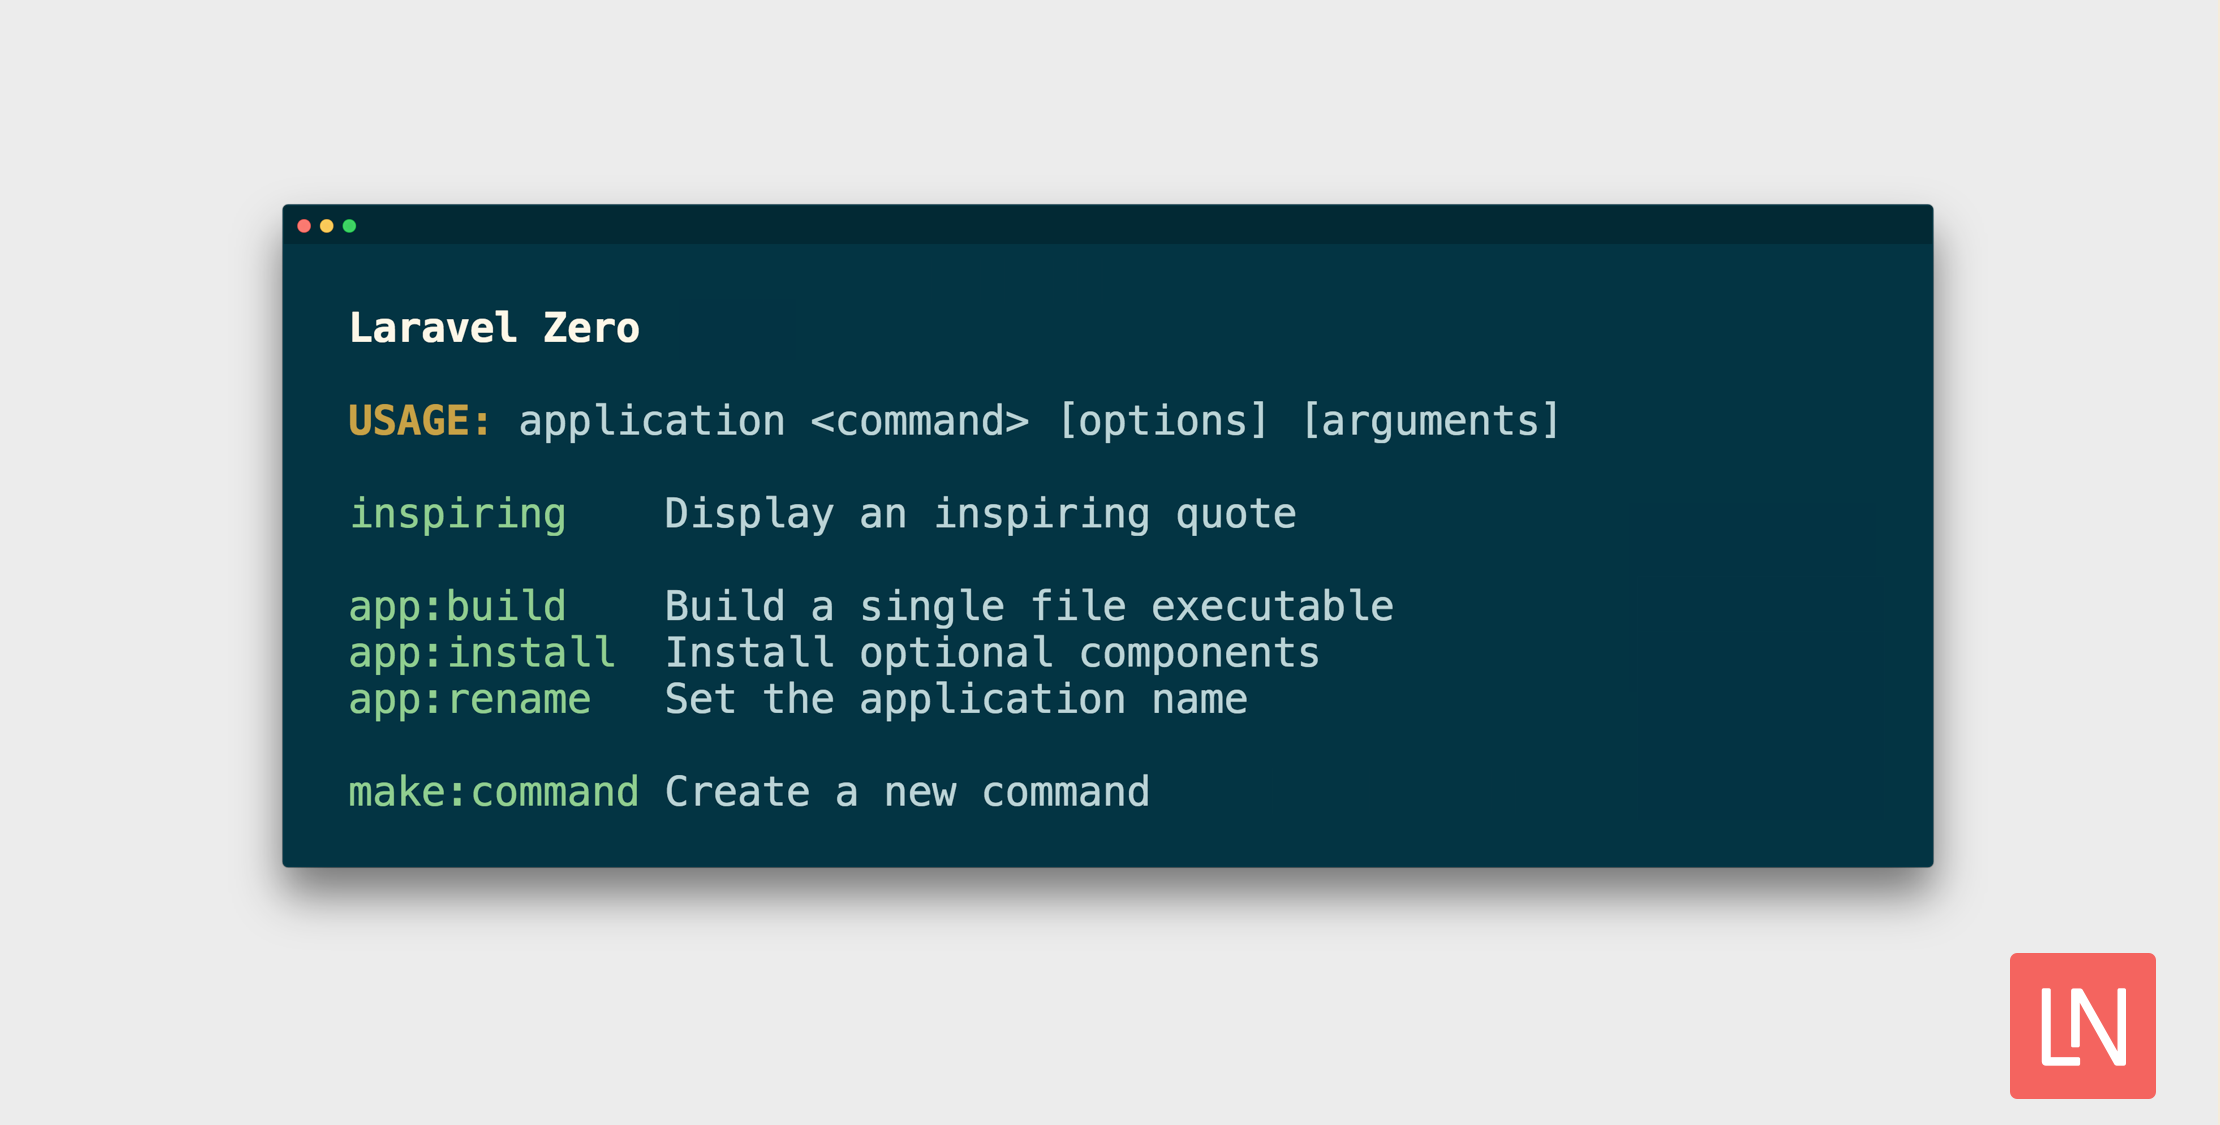 Laravel Zero
USAGE: application <command> [options] [arguments]
inspiring Display an inspiring quote
app:build Build a single file executable
app:install Install optional components
app:rename Set the application name
make:command Create a new command
LN